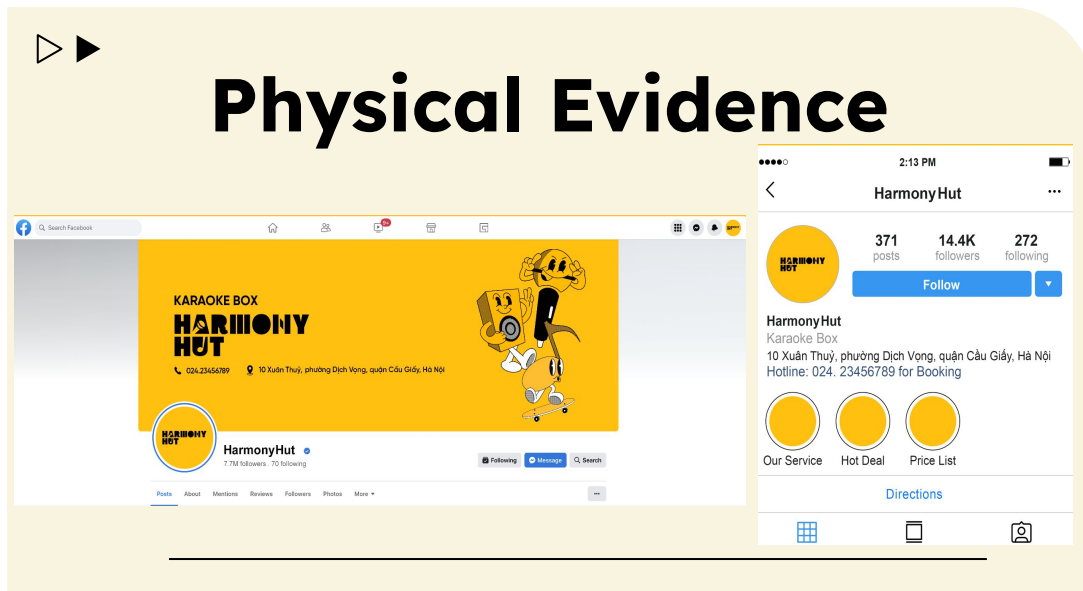 Physical Evidence
Search Facebook
9+
KARAOKE BOX
HARMONY
HUT
024.23456789
10 Xuân Thuỷ, phường Dịch Vọng, quận Cầu Giấy, Hà Nội
HARMONY
HUT
HarmonyHut
7.7M followers . 70 following
Following
Message
Search
Posts
About
Mentions
Reviews
Followers
Photos
More
2:13 PM
HarmonyHut
HARMONY
HUT
371
posts
14.4K
followers
272
following
Follow
HarmonyHut
Karaoke Box
10 Xuân Thuỷ, phường Dịch Vọng, quận Cầu Giấy, Hà Nội
Hotline: 024. 23456789 for Booking
Our Service
Hot Deal
Price List
Directions